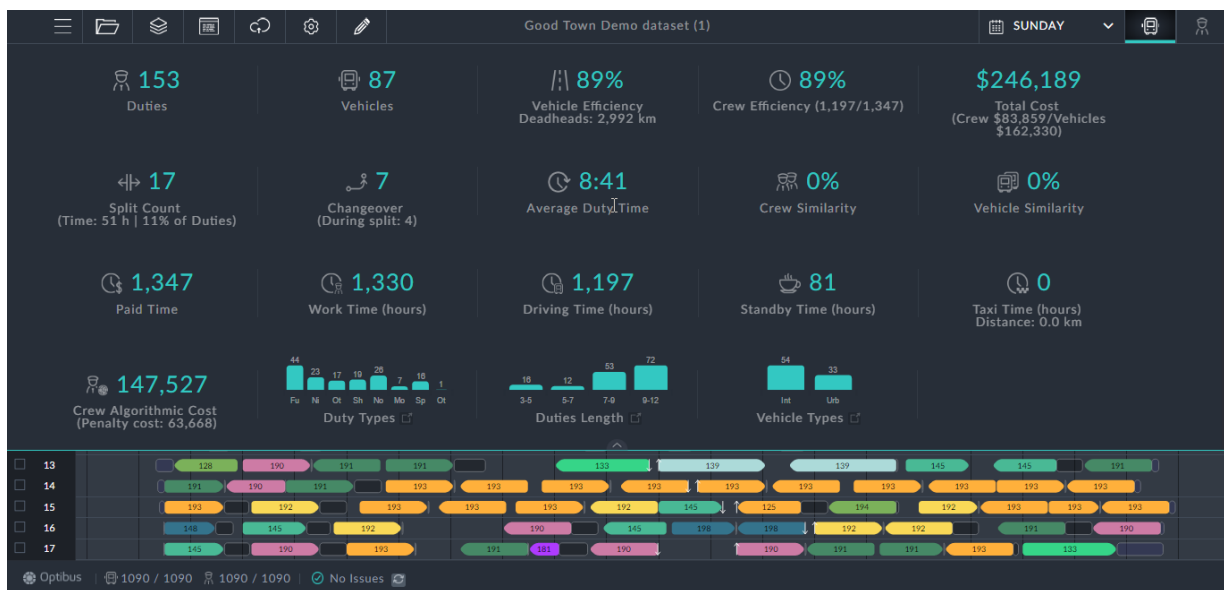 Good Town Demo dataset (1)
SUNDAY
153
Duties
87
Vehicles
89%
Vehicle Efficiency
Deadheads: 2,992 km
89%
Crew Efficiency (1,197/1,347)
$246,189
Total Cost
(Crew $83,859/Vehicles
$162,330)
17
Split Count
(Time: 51 h | 11% of Duties)
7
Changeover
(During split: 4)
8:41
Average Duty Time
0%
Crew Similarity
0%
Vehicle Similarity
1,347
Paid Time
1,330
Work Time (hours)
1,197
Driving Time (hours)
81
Standby Time (hours)
0
Taxi Time (hours)
Distance: 0.0 km
147,527
Crew Algorithmic Cost
(Penalty cost: 63,668)
44 23 17 19 26 7 16 1
Fu Ni Ot Sh No Mo Sp Ot
Duty Types
16 12 53 72
3-5 5-7 7-9 9-12
Duties Length
54 33
Int Urb
Vehicle Types
13 128 190 191 191 133 139 139 145 145 191
14 191 190 191 193 193 193 193 193 193 193 193 193 193
15 193 192 193 193 193 192 145 125 194 192 193 193 193
16 148 145 192 190 145 198 198 192 192 191 190
17 145 190 193 191 181 190 190 191 191 193 133
Optibus 1090 / 1090 1090 / 1090 No Issues